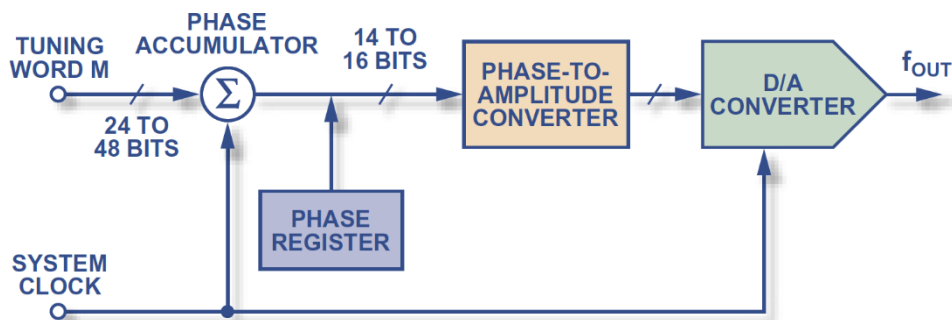 TUNING
WORD M
24 TO
48 BITS
PHASE
ACCUMULATOR
Σ
14 TO
16 BITS
PHASE
REGISTER
PHASE-TO-
AMPLITUDE
CONVERTER
D/A
CONVERTER
fOUT
SYSTEM
CLOCK